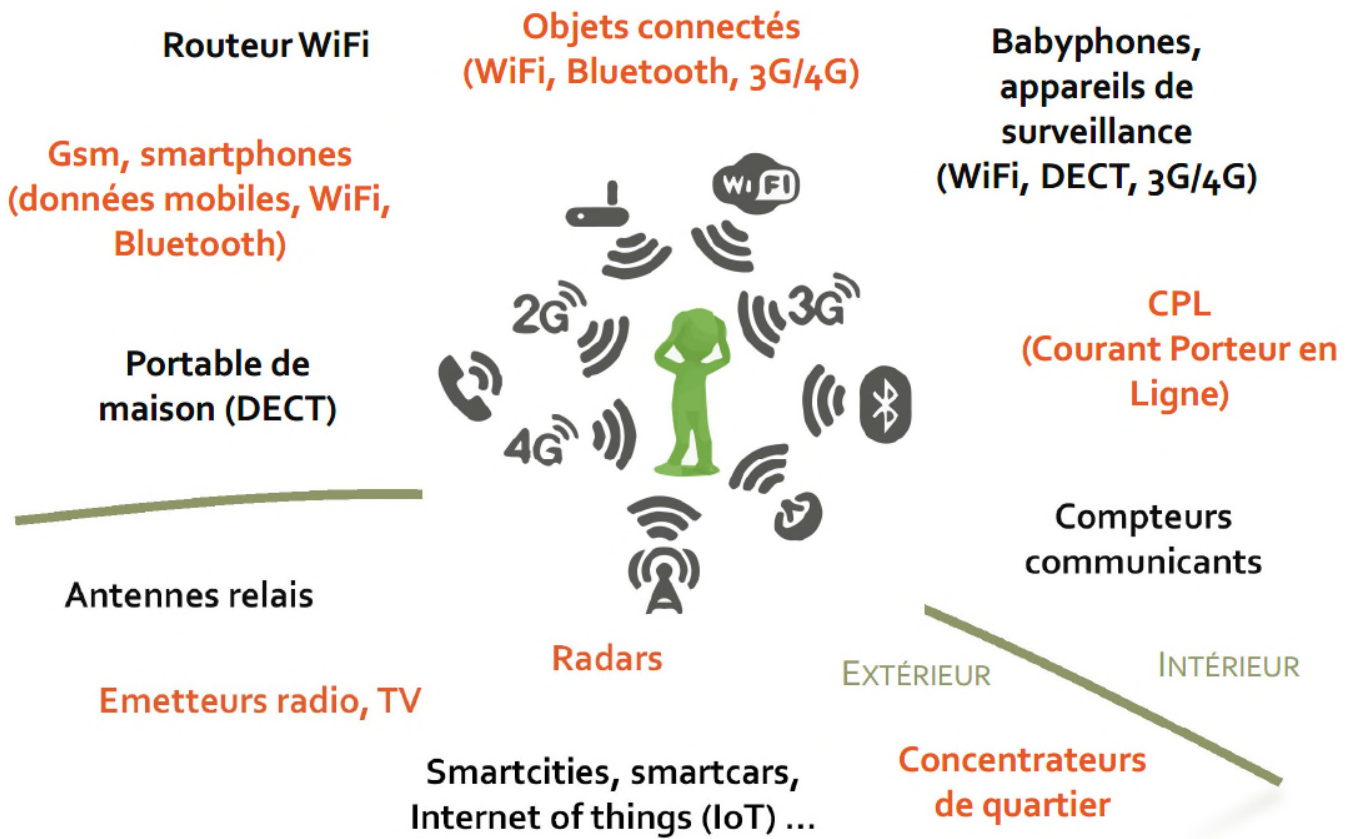 Routeur WiFi
Objets connectés
(WiFi, Bluetooth, 3G/4G)
Babyphones,
appareils de
surveillance
(WiFi, DECT, 3G/4G)
Gsm, smartphones
(données mobiles, WiFi,
Bluetooth)
WiFi
2G
3G
CPL
(Courant Porteur en
Ligne)
Portable de
maison (DECT)
4G
Compteurs
communicants
Antennes relais
Radars
EXTÉRIEUR
INTÉRIEUR
Emetteurs radio, TV
Smartcities, smartcars,
Internet of things (IoT) ...
Concentrateurs
de quartier